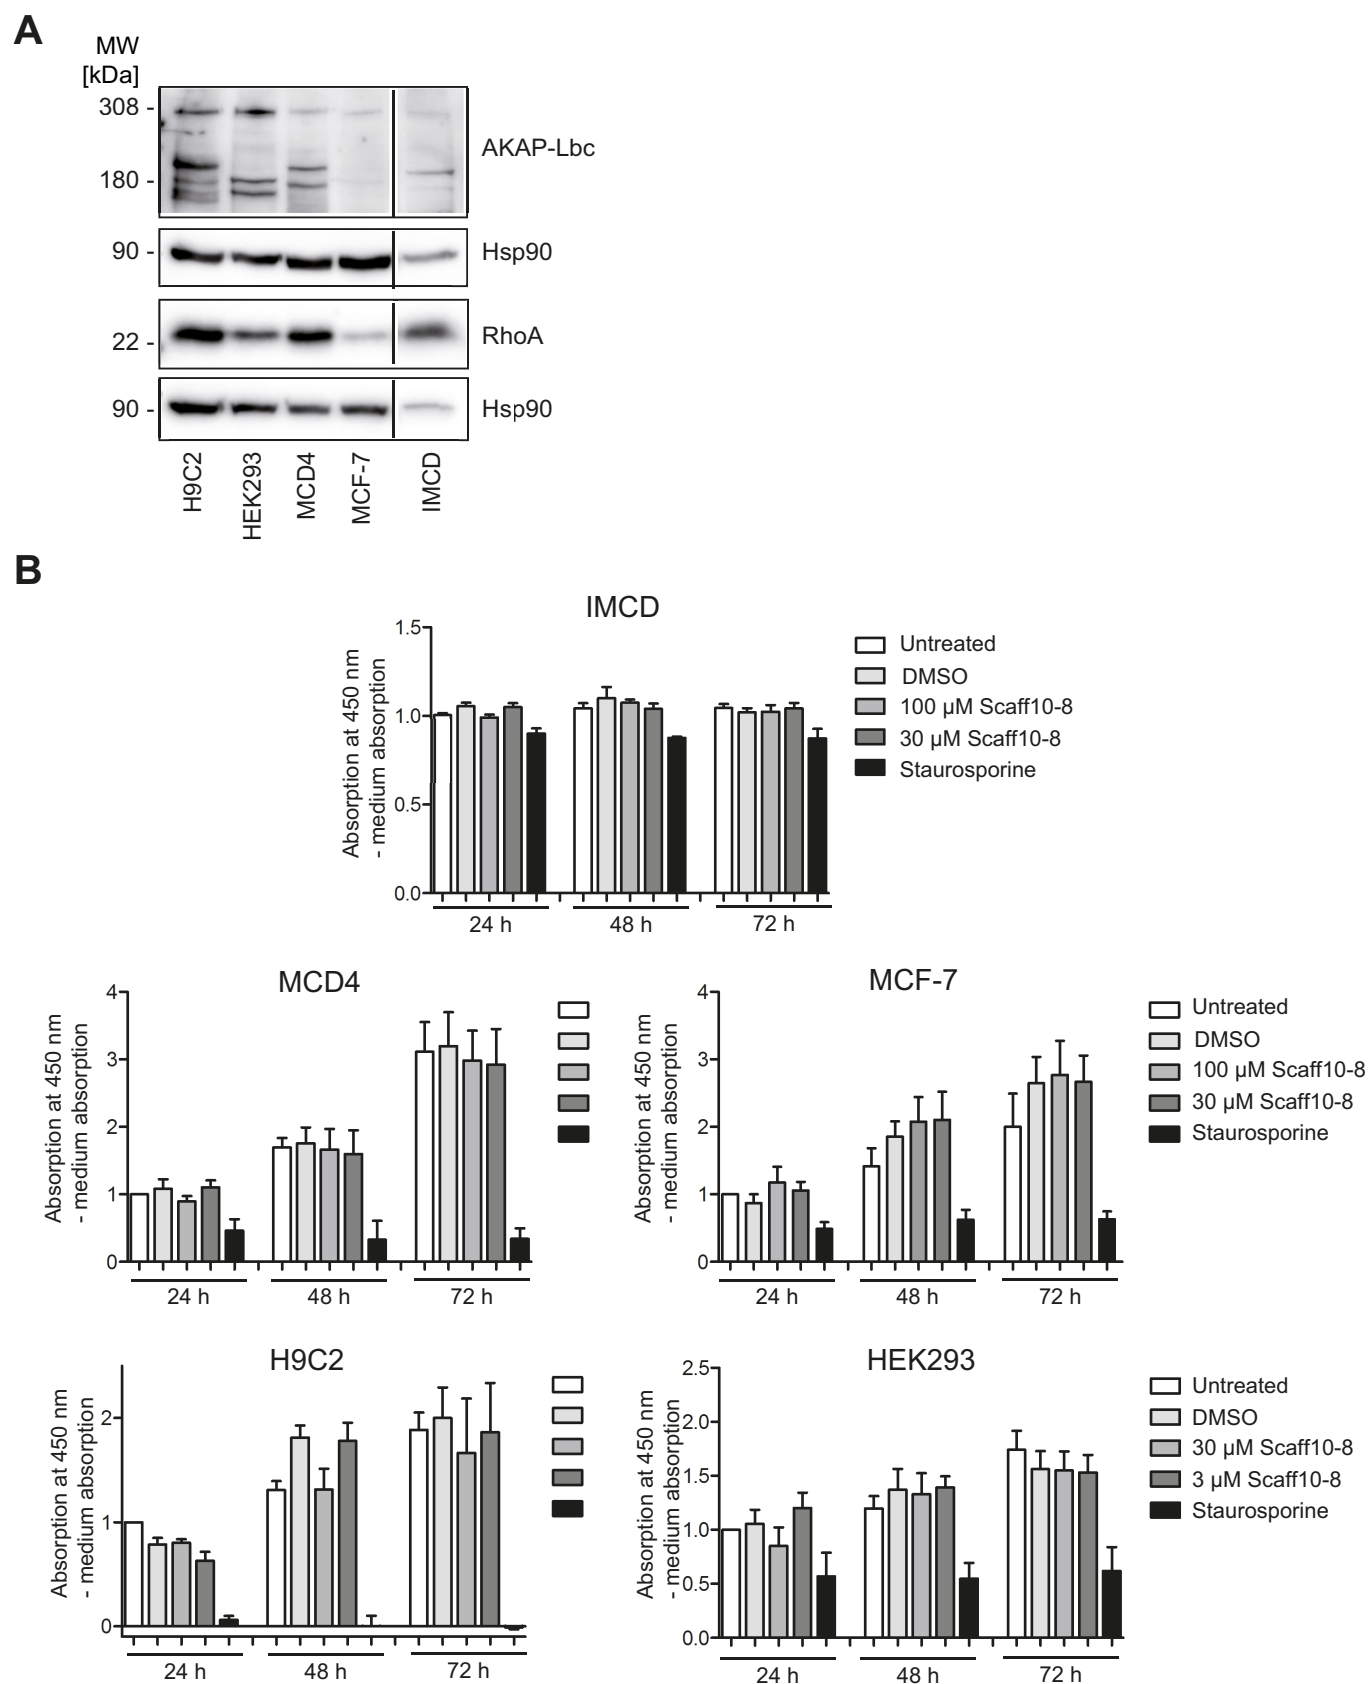 A
MW
[kDa]
308 -
180 -
AKAP-Lbc
90 -
Hsp90
22 -
RhoA
90 -
Hsp90
H9C2
HEK293
MCD4
MCF-7
IMCD
B
IMCD
Absorption at 450 nm
- medium absorption
1.5
1.0
0.5
0.0
24 h
48 h
72 h
Untreated
DMSO
100 µM Scaff10-8
30 µM Scaff10-8
Staurosporine
MCD4
Absorption at 450 nm
- medium absorption
4
3
2
1
0
24 h
48 h
72 h
MCF-7
Absorption at 450 nm
- medium absorption
4
3
2
1
0
24 h
48 h
72 h
Untreated
DMSO
100 µM Scaff10-8
30 µM Scaff10-8
Staurosporine
H9C2
Absorption at 450 nm
- medium absorption
2
1
0
24 h
48 h
72 h
HEK293
Absorption at 450 nm
- medium absorption
2.5
2.0
1.5
1.0
0.5
0.0
24 h
48 h
72 h
Untreated
DMSO
30 µM Scaff10-8
3 µM Scaff10-8
Staurosporine